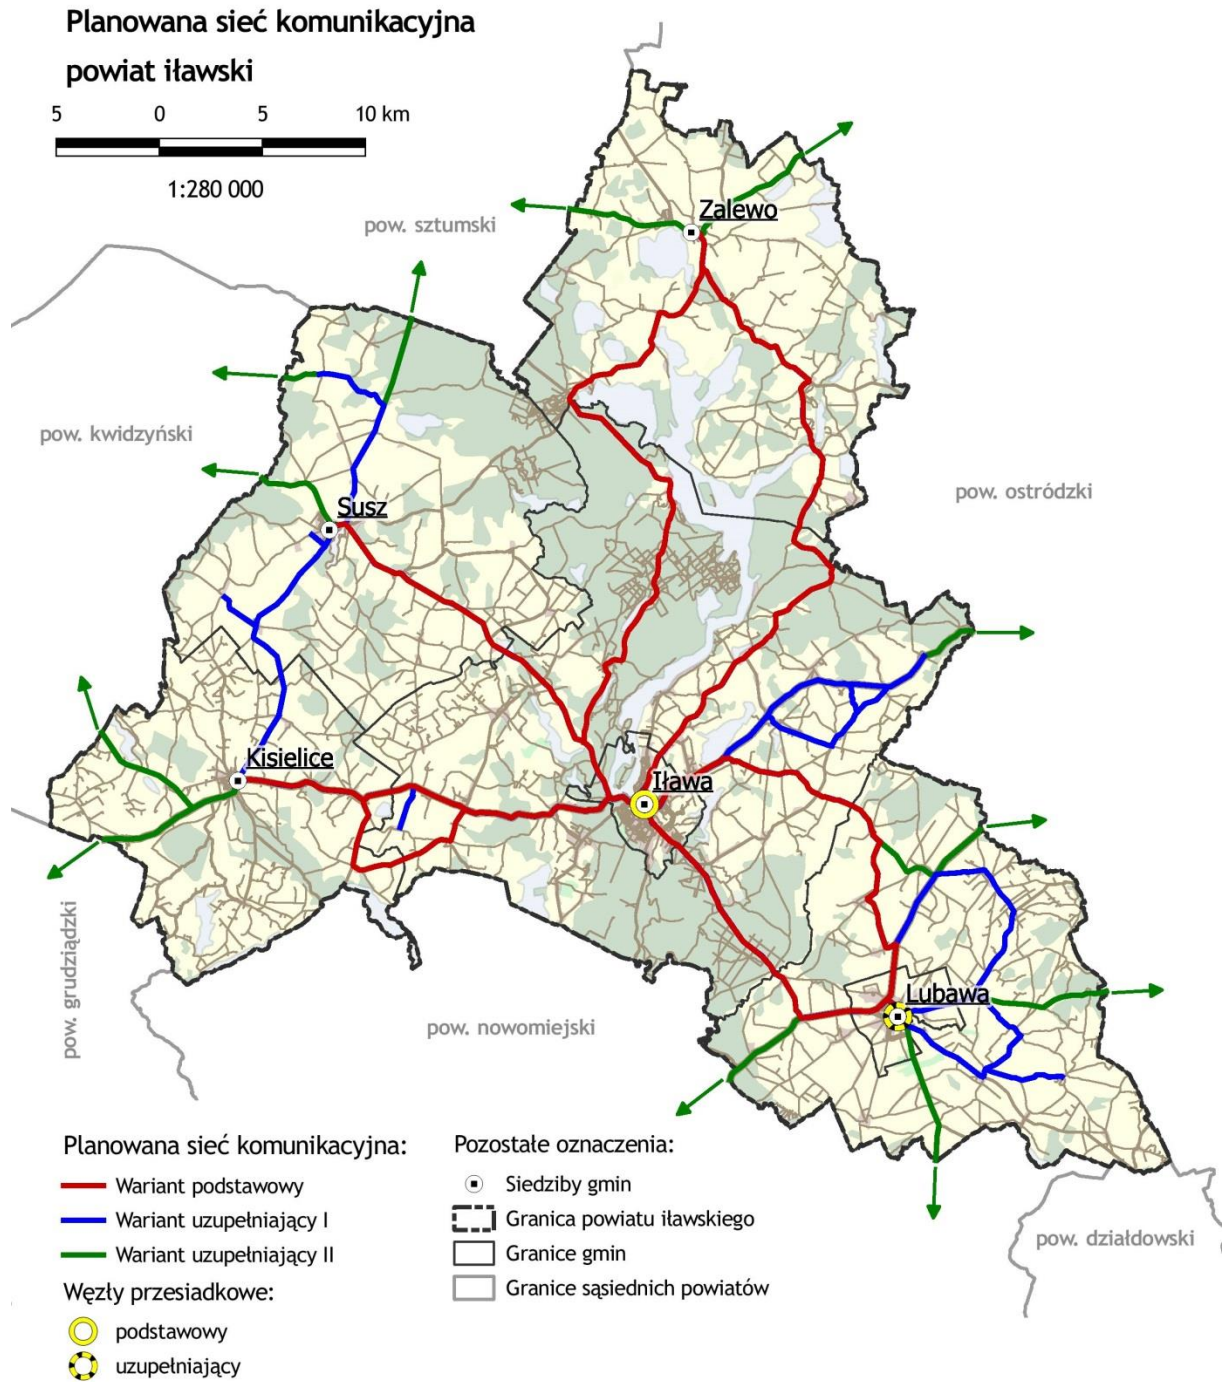 Planowana sieć komunikacyjna
powiat iławski
5 0 5 10 km
1:280 000
pow. sztumski
Zalewo
pow. kwidzyński
Susz
pow. ostródzki
Kisielice
Iława
pow. grudziądzki
Lubawa
pow. nowomiejski
pow. działdowski
Planowana sieć komunikacyjna:
Wariant podstawowy
Wariant uzupełniający I
Wariant uzupełniający II
Węzły przesiadkowe:
podstawowy
uzupełniający
Pozostałe oznaczenia:
Siedziby gmin
Granica powiatu iławskiego
Granice gmin
Granice sąsiednich powiatów